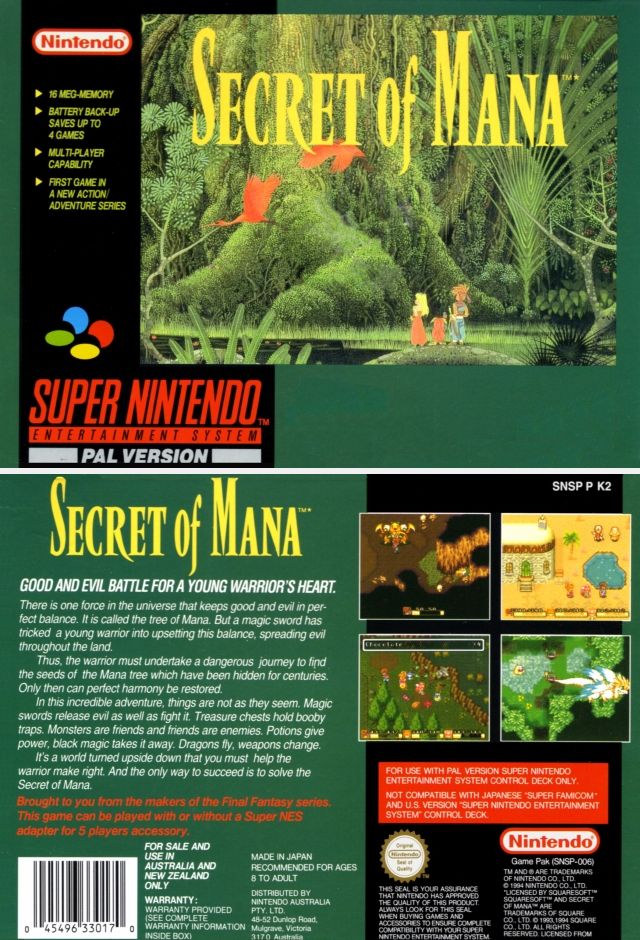 Nintendo®
16 MEG-MEMORY
BATTERY BACK-UP
SAVES UP TO
4 GAMES
MULTI-PLAYER
CAPABILITY
FIRST GAME IN
A NEW ACTION/
ADVENTURE SERIES
SECRET of MANA™*
SUPER NINTENDO™
ENTERTAINMENT SYSTEM
PAL VERSION
SECRET of MANA™*
SNSP P K2
GOOD AND EVIL BATTLE FOR A YOUNG WARRIOR'S HEART.
There is one force in the universe that keeps good and evil in per-
fect balance. It is called the tree of Mana. But a magic sword has
tricked a young warrior into upsetting this balance, spreading evil
throughout the land.
Thus, the warrior must undertake a dangerous journey to find
the seeds of the Mana tree which have been hidden for centuries.
Only then can perfect harmony be restored.
In this incredible adventure, things are not as they seem. Magic
swords release evil as well as fight it. Treasure chests hold booby
traps. Monsters are friends and friends are enemies. Potions give
power, black magic takes it away. Dragons fly, weapons change.
It's a world turned upside down that you must help the
warrior make right. And the only way to succeed is to solve the
Secret of Mana.
Brought to you from the makers of the Final Fantasy series.
This game can be played with or without a Super NES
adapter for 5 players accessory.
Chocolate
FOR USE WITH PAL VERSION SUPER NINTENDO
ENTERTAINMENT SYSTEM CONTROL DECK ONLY.
NOT COMPATIBLE WITH JAPANESE "SUPER FAMICOM"
AND U.S. VERSION "SUPER NINTENDO ENTERTAINMENT
SYSTEM" CONTROL DECK.
FOR SALE AND
USE IN
AUSTRALIA AND
NEW ZEALAND
ONLY
WARRANTY:
WARRANTY PROVIDED
(SEE COMPLETE
WARRANTY INFORMATION
INSIDE BOX)
MADE IN JAPAN
RECOMMENDED FOR AGES
8 TO ADULT
DISTRIBUTED BY
NINTENDO AUSTRALIA
PTY. LTD.
48-52 Dunlop Road,
Mulgrave, Victoria
3170 Australia
0 45496 33017 0
Original
Nintendo
Seal of
Quality
THIS SEAL IS YOUR ASSURANCE
THAT NINTENDO HAS APPROVED
THE QUALITY OF THIS PRODUCT.
ALWAYS LOOK FOR THIS SEAL
WHEN BUYING GAMES AND
ACCESSORIES TO ENSURE COMPLETE
COMPATIBILITY WITH YOUR SUPER
NINTENDO ENTERTAINMENT SYSTEM
Nintendo®
Game Pak (SNSP-006)
TM AND ® ARE TRADEMARKS
OF NINTENDO CO., LTD.
© 1994 NINTENDO CO., LTD.
*LICENSED BY SQUARESOFT™
SQUARESOFT™ AND SECRET
OF MANA™ ARE
TRADEMARKS OF SQUARE
CO., LTD. © 1993, 1994 SQUARE
CO., LTD. ALL RIGHTS
RESERVED. LICENSED FROM